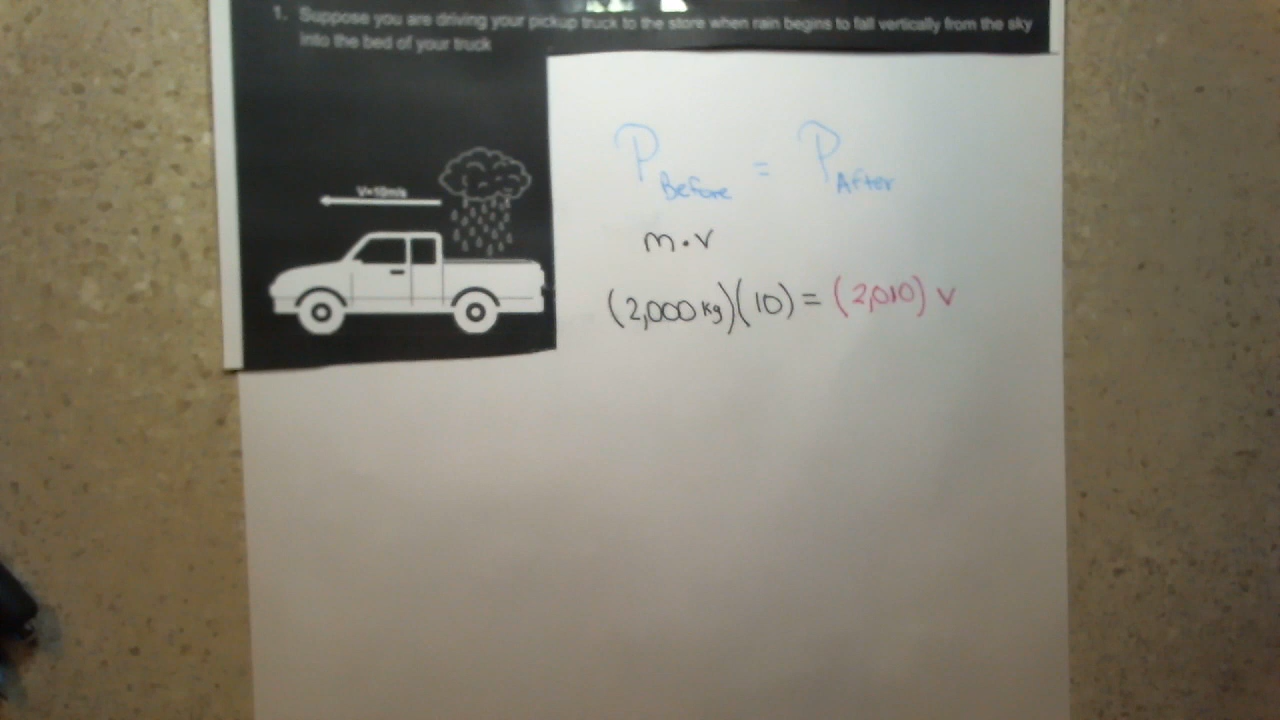 1. Suppose you are driving your pickup truck to the store when rain begins to fall vertically from the sky
into the bed of your truck
V=10m/s
P Before = P After
m·v
(2,000 kg)(10) = (2,010) v